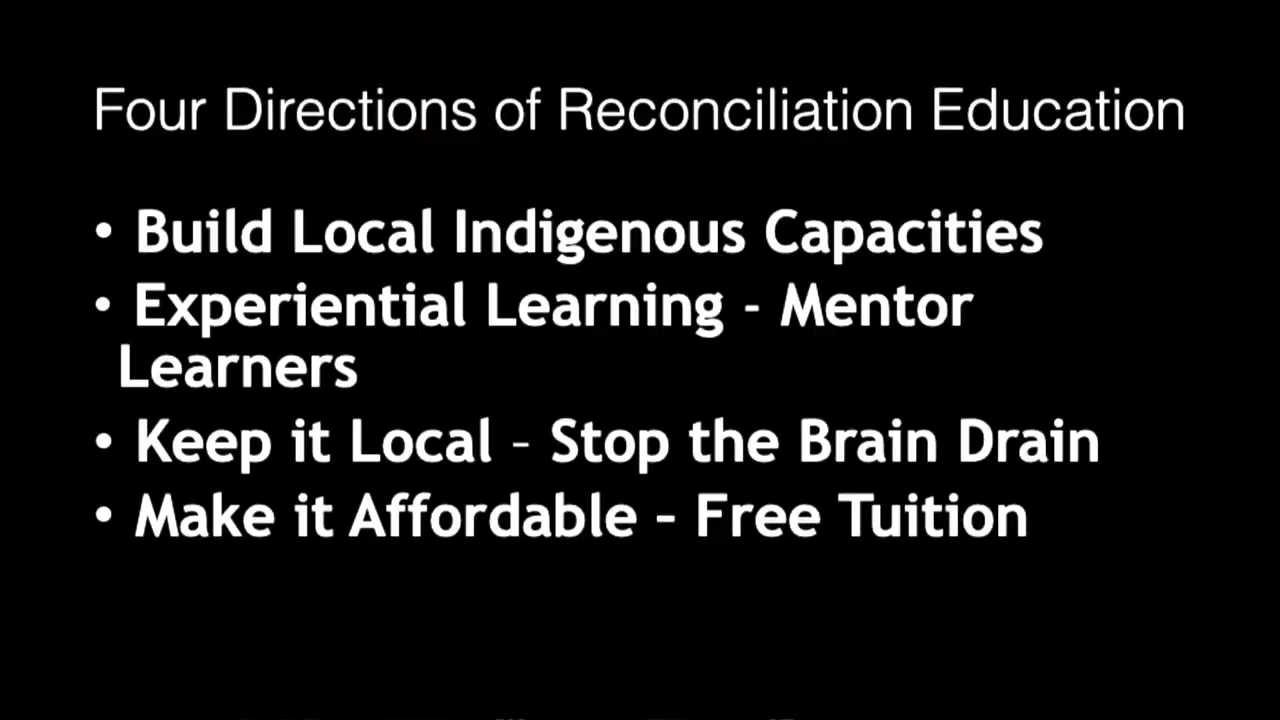 Four Directions of Reconciliation Education
• Build Local Indigenous Capacities
• Experiential Learning - Mentor
Learners
• Keep it Local – Stop the Brain Drain
• Make it Affordable – Free Tuition